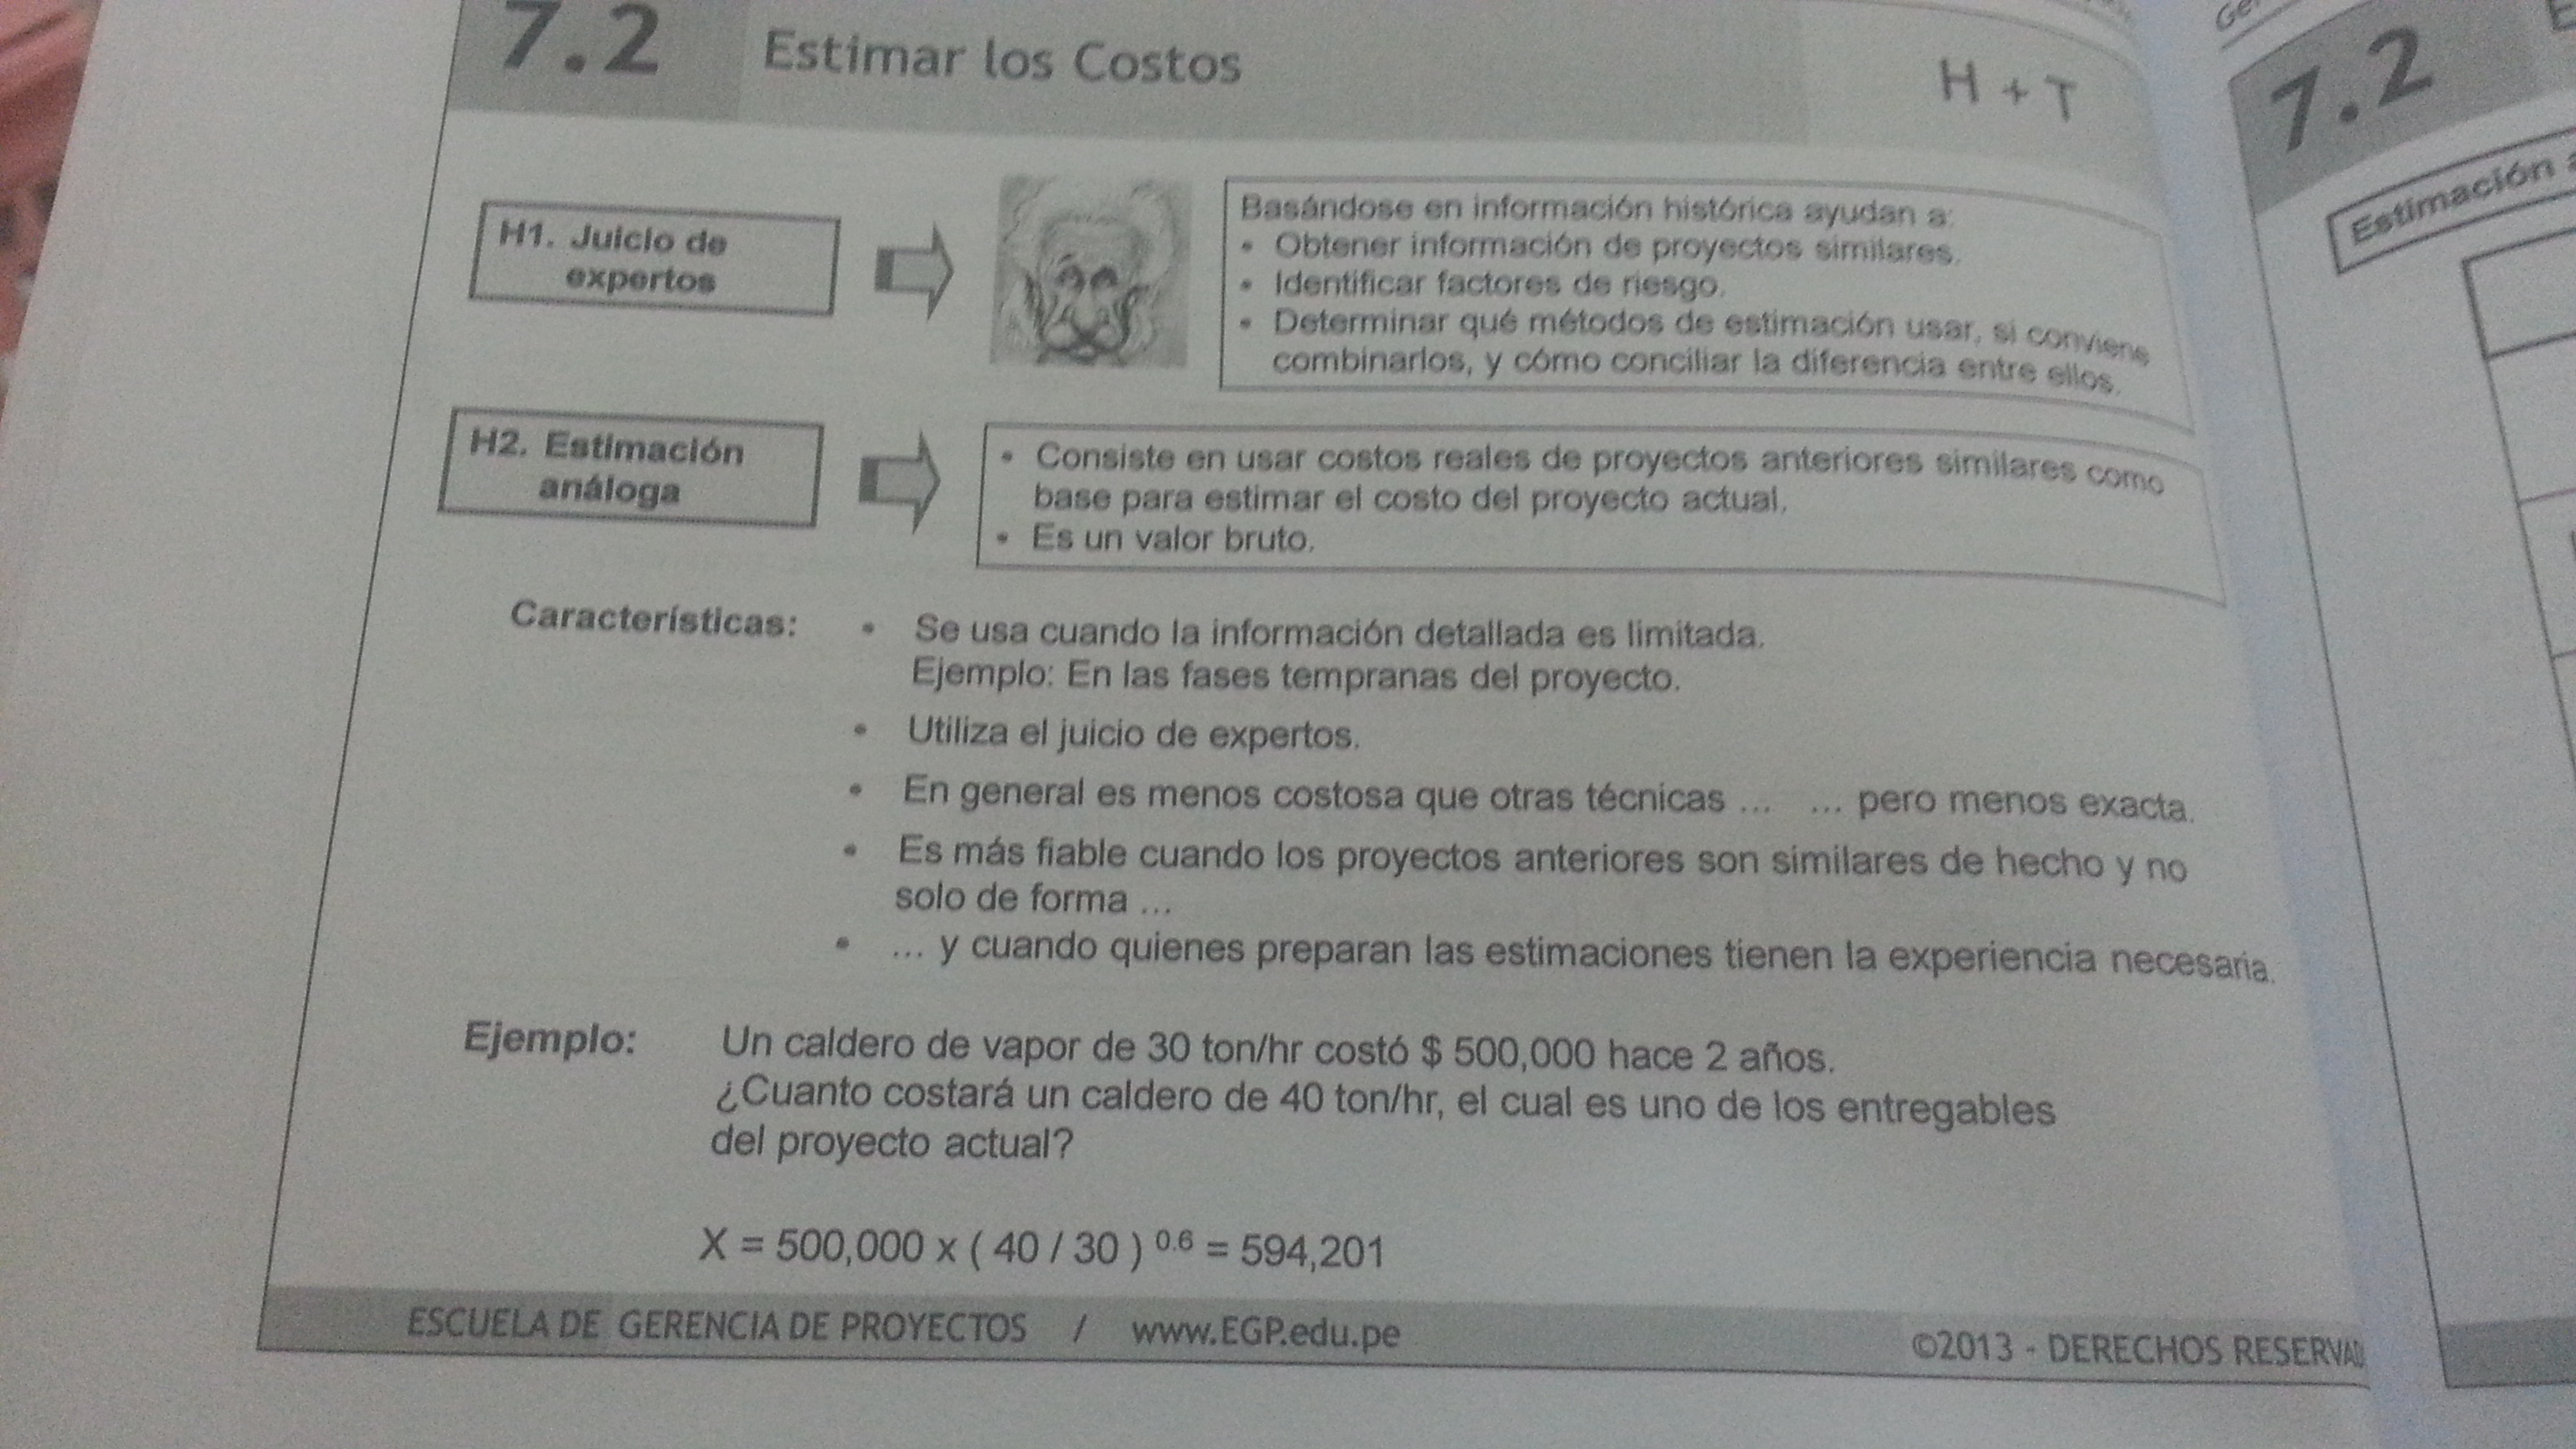 7.2 Estimar los Costos
H + T
H1. Juicio de
expertos
Basándose en información histórica ayudan a:
• Obtener información de proyectos similares.
• Identificar factores de riesgo.
• Determinar qué métodos de estimación usar, si conviene
combinarlos, y cómo conciliar la diferencia entre ellos.
H2. Estimación
análoga
• Consiste en usar costos reales de proyectos anteriores similares como
base para estimar el costo del proyecto actual.
• Es un valor bruto.
Características:
• Se usa cuando la información detallada es limitada.
Ejemplo: En las fases tempranas del proyecto.
• Utiliza el juicio de expertos.
• En general es menos costosa que otras técnicas ... ... pero menos exacta.
• Es más fiable cuando los proyectos anteriores son similares de hecho y no
solo de forma ...
• ... y cuando quienes preparan las estimaciones tienen la experiencia necesaria.
Ejemplo: Un caldero de vapor de 30 ton/hr costó $ 500,000 hace 2 años.
¿Cuanto costará un caldero de 40 ton/hr, el cual es uno de los entregables
del proyecto actual?
X = 500,000 x ( 40 / 30 ) 0.6 = 594,201
ESCUELA DE GERENCIA DE PROYECTOS / www.EGP.edu.pe
©2013 - DERECHOS
7.2
Estimación